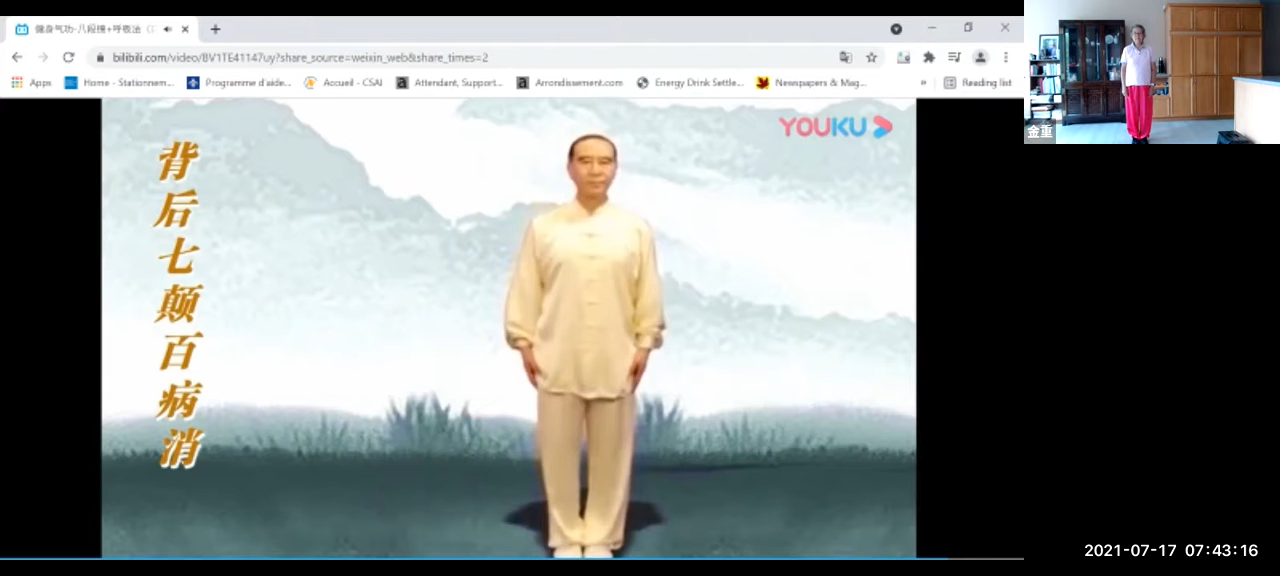 健身气功·八段锦+呼吸法
bilibili.com/video/BV1TE41147uy?share_source=weixin_web&share_times=2
Apps
Home - Stationnem...
Programme d'aide...
Accueil - CSAI
Attendant, Support...
Arrondissement.com
Energy Drink Settle...
Newspapers & Mag...
»
Reading list
YOUKU
背后七颠百病消
金重
2021-07-17 07:43:16